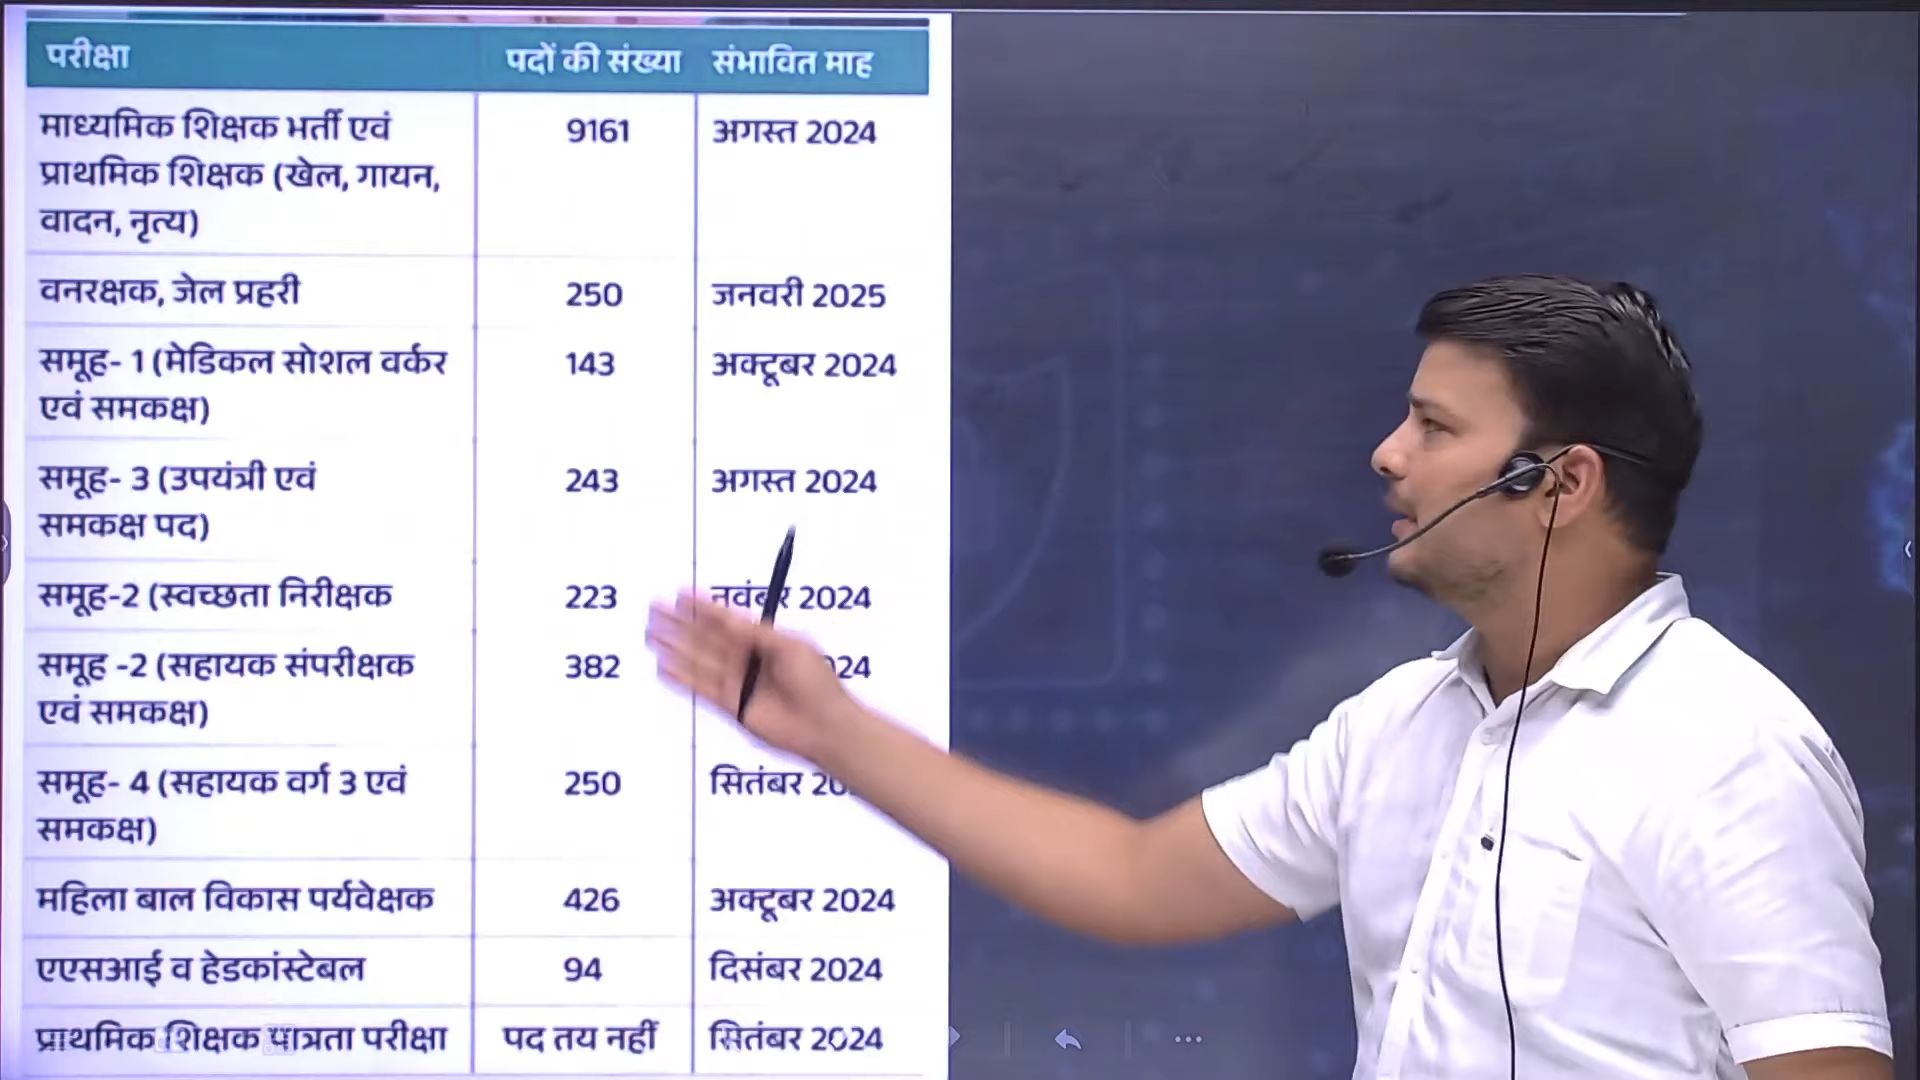 परीक्षा पदों की संख्या संभावित माह
माध्यमिक शिक्षक भर्ती एवं 9161 अगस्त 2024
प्राथमिक शिक्षक (खेल, गायन,
वादन, नृत्य)
वनरक्षक, जेल प्रहरी 250 जनवरी 2025
समूह- 1 (मेडिकल सोशल वर्कर 143 अक्टूबर 2024
एवं समकक्ष)
समूह- 3 (उपयंत्री एवं 243 अगस्त 2024
समकक्ष पद)
समूह-2 (स्वच्छता निरीक्षक 223 नवंबर 2024
समूह -2 (सहायक संपरीक्षक 382
एवं समकक्ष)
समूह- 4 (सहायक वर्ग 3 एवं 250 सितंबर
समकक्ष)
महिला बाल विकास पर्यवेक्षक 426 अक्टूबर 2024
एएसआई व हेडकांस्टेबल 94 दिसंबर 2024
प्राथमिक शिक्षक पात्रता परीक्षा पद तय नहीं सितंबर 2024